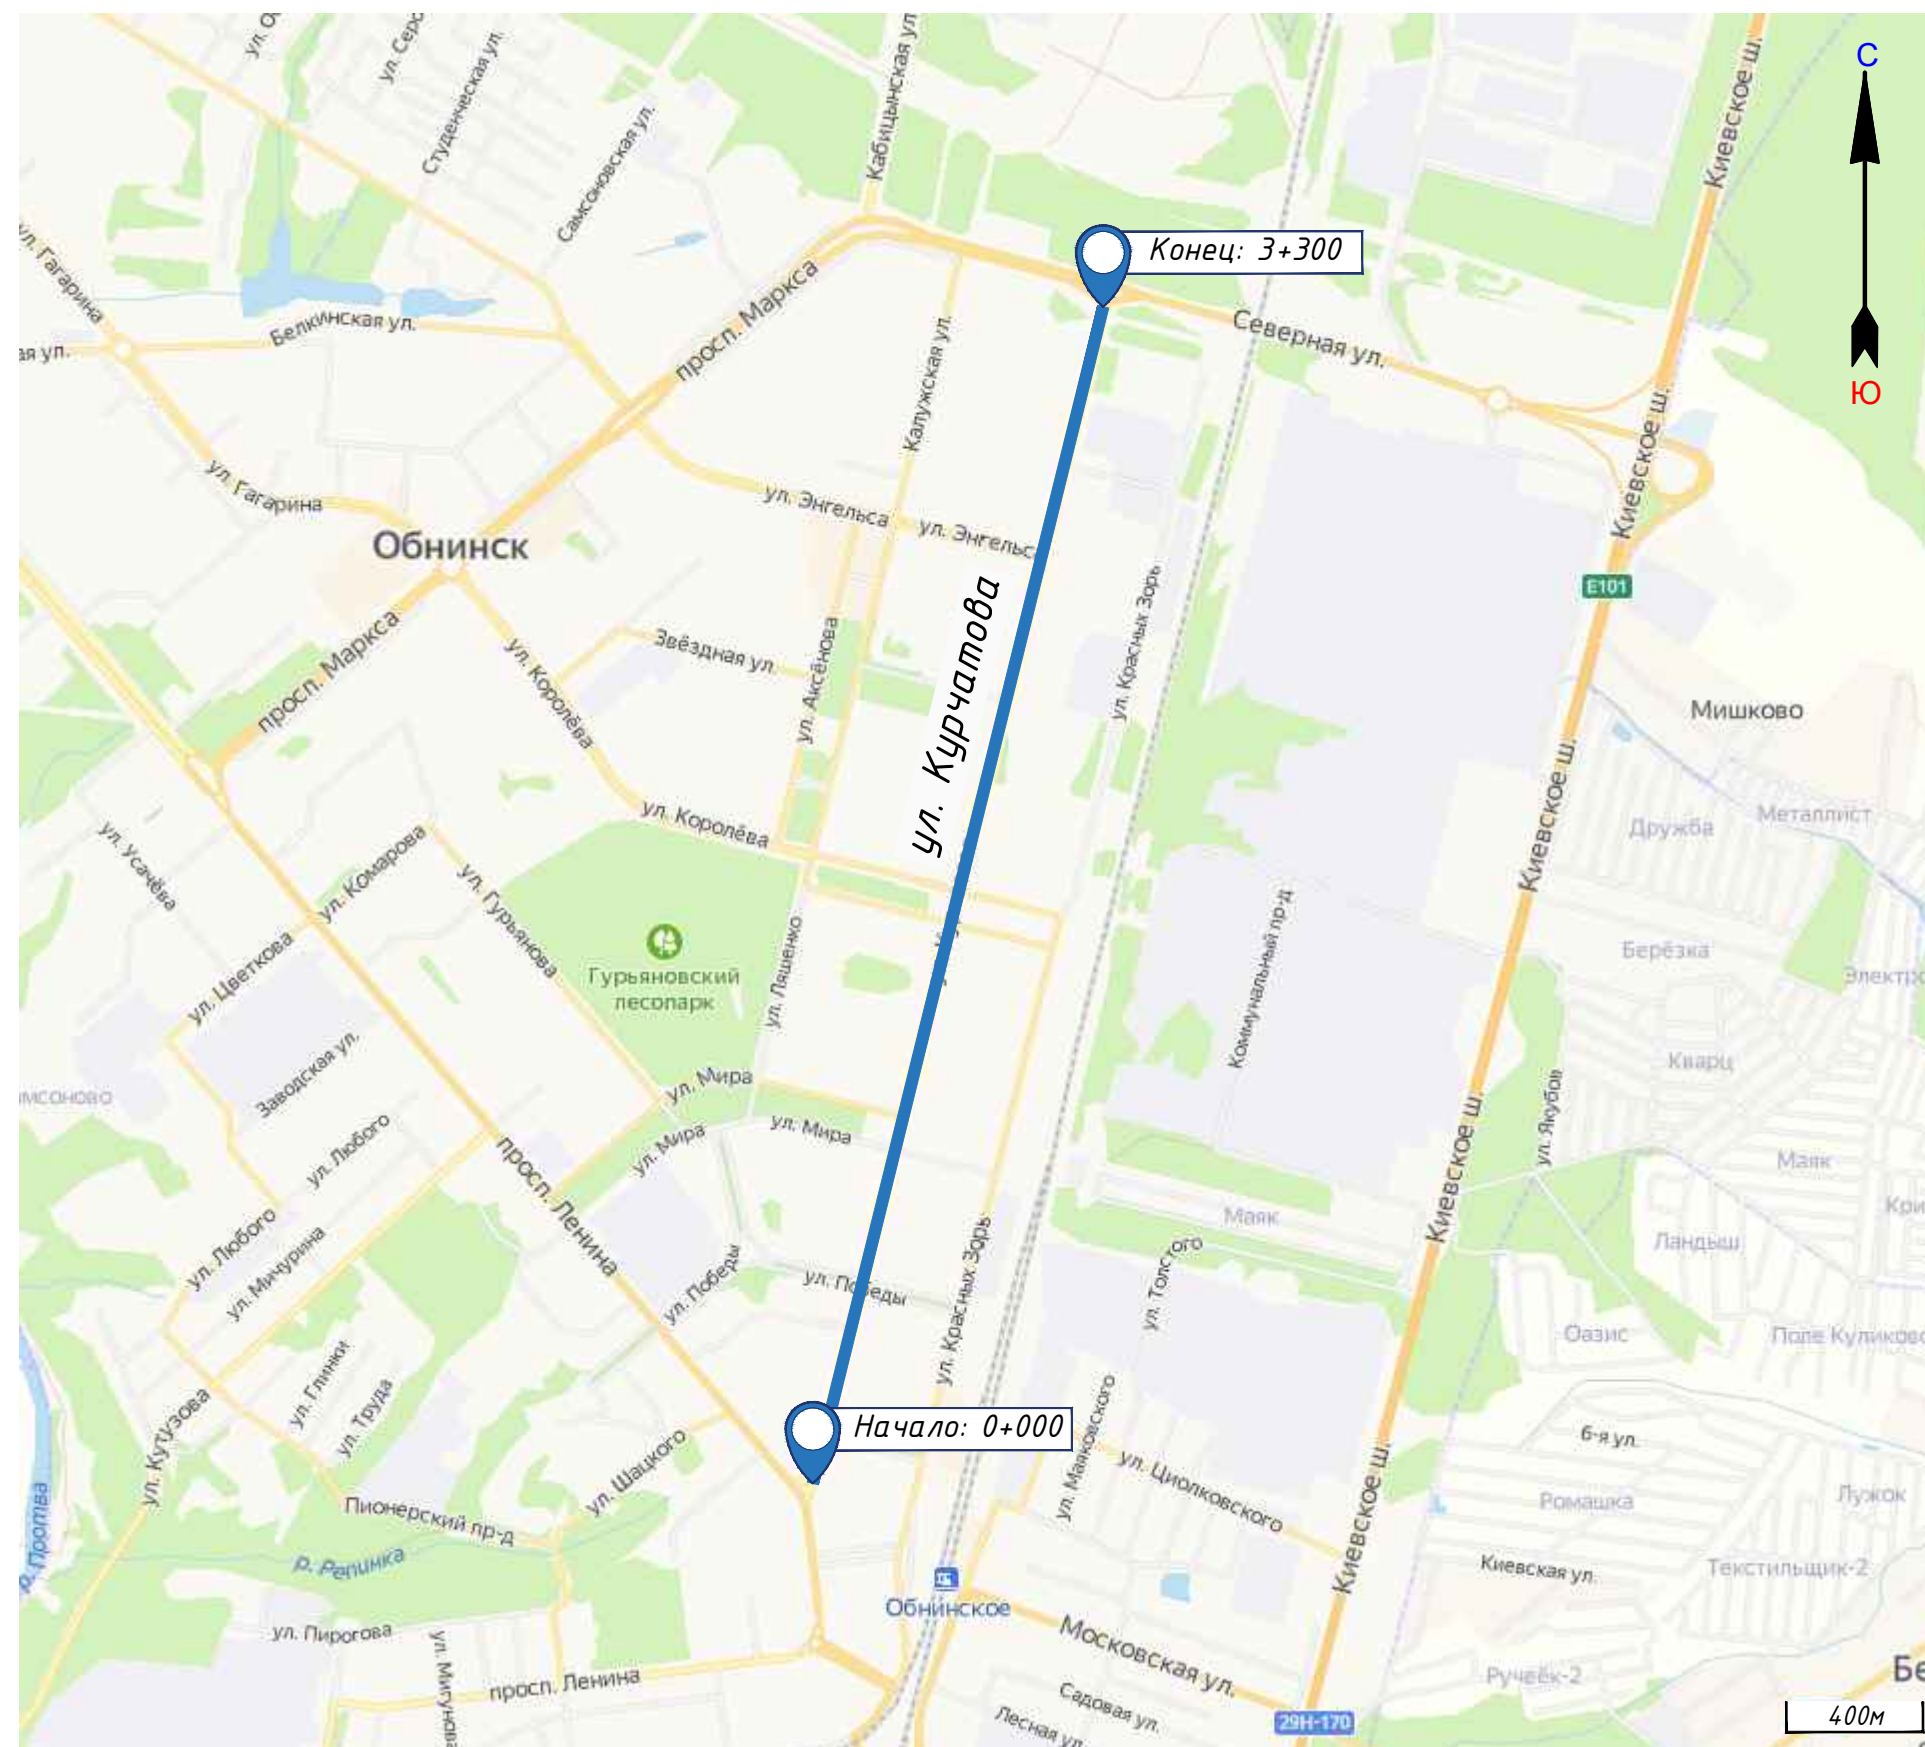 Кабицынская ул.
Студенческая ул.
Самсоновская ул.
Киевское ш.
С
Ю
Конец: 3+300
ул. Гагарина
Белкинская ул.
просп. Маркса
Северная ул.
Калужская ул.
Киевское ш.
ул. Гагарина
ул. Энгельса
Обнинск
ул. Красных Зорь
E101
просп. Маркса
ул. Королёва
Звёздная ул.
ул. Аксёнова
ул. Курчатова
Мишково
ул. Усачёва
ул. Комарова
ул. Королёва
Киевское ш.
Дружба
Металлист
ул. Цветкова
ул. Гурьянова
Гурьяновский
лесопарк
ул. Ляшенко
Коммунальный пр-д
Берёзка
Заводская ул.
Кварц
ул. Любого
ул. Мира
ул. Мира
ул. Мира
просп. Ленина
Киевское ш.
ул. Якубов
Маяк
ул. Любого
ул. Мичурина
Маяк
Ландыш
ул. Победы
ул. Победы
ул. Красных Зорь
ул. Толстого
Оазис
ул. Глинки
ул. Труда
ул. Кутузова
Начало: 0+000
ул. Маяковского
ул. Циолковского
6-я ул.
ул. Шацкого
Киевское ш.
Ромашка
Лужок
Пионерский пр-д
р. Репинка
р. Протва
Киевская ул.
Текстильщик-2
Обнинское
ул. Пирогова
Московская ул.
просп. Ленина
Ручеёк-2
Садовая ул.
29Н-170
400м